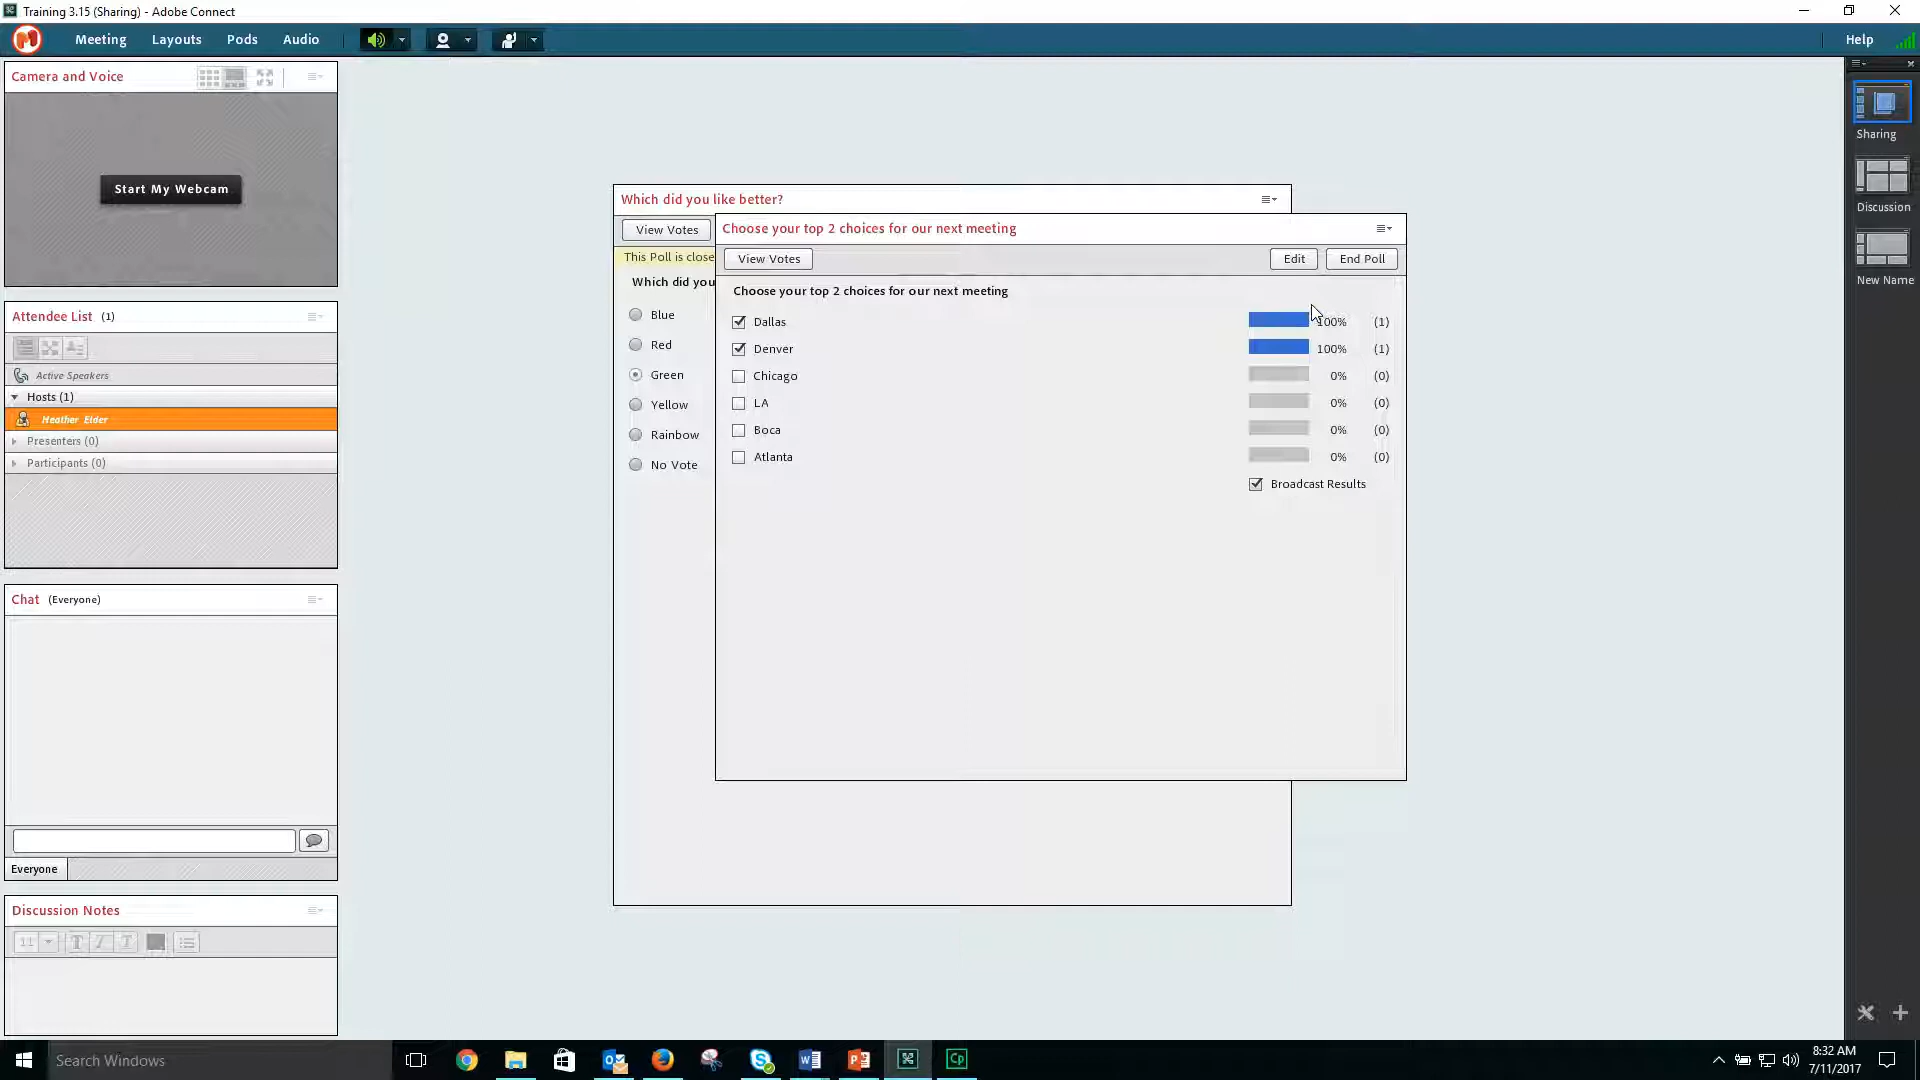 Training 3.15 (Sharing) - Adobe Connect
Meeting Layouts Pods Audio Help
Camera and Voice
Start My Webcam
Attendee List (1)
Active Speakers
Hosts (1)
Heather Elder
Presenters (0)
Participants (0)
Chat (Everyone)
Everyone
Discussion Notes
11
Which did you like better?
View Votes
This Poll is close
Which did you
Blue
Red
Green
Yellow
Rainbow
No Vote
Choose your top 2 choices for our next meeting
View Votes Edit End Poll
Choose your top 2 choices for our next meeting
Dallas 100% (1)
Denver 100% (1)
Chicago 0% (0)
LA 0% (0)
Boca 0% (0)
Atlanta 0% (0)
Broadcast Results
Sharing
Discussion
New Name
Search Windows
Cp
8:32 AM
7/11/2017